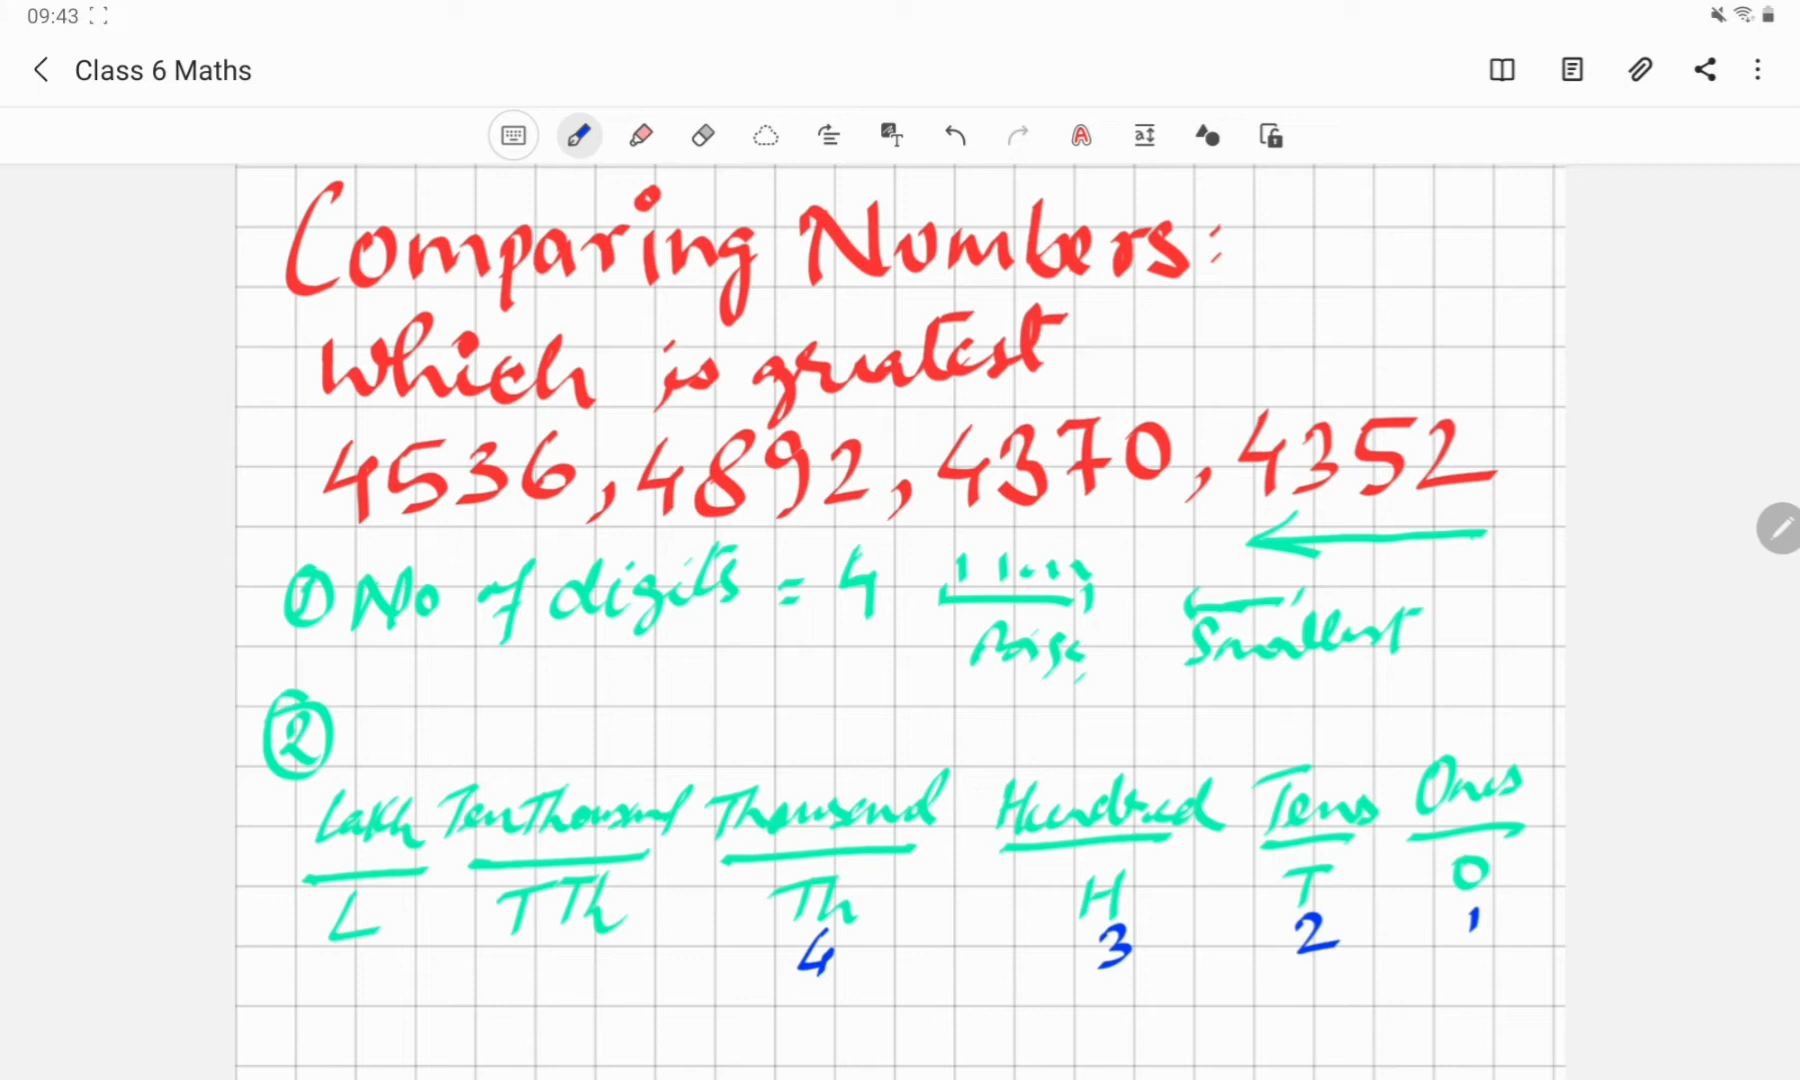 09:43
Class 6 Maths
Comparing Numbers:
which is greatest
4536, 4892, 4370, 4352
① No of digits = 4
Smallest
②
Lakh Ten Thousand Thousand Hundred Tens Ones
L TTh Th H T O
4 3 2 1